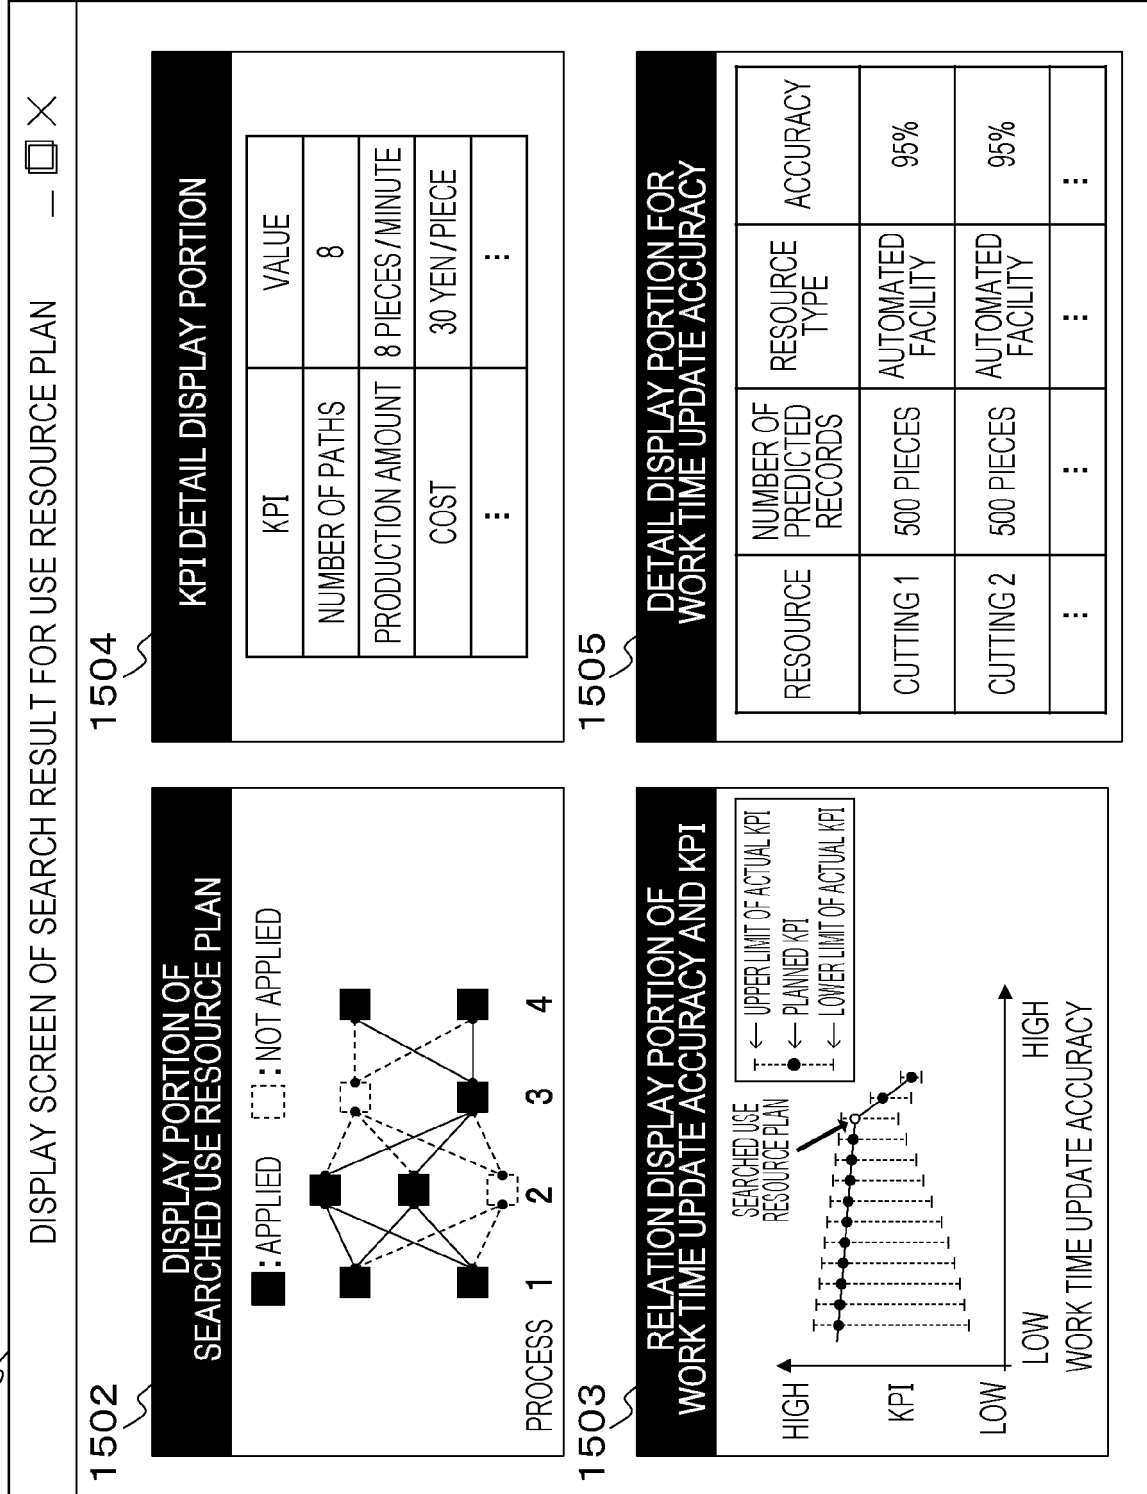 DISPLAY SCREEN OF SEARCH RESULT FOR USE RESOURCE PLAN
1502
DISPLAY PORTION OF
SEARCHED USE RESOURCE PLAN
: APPLIED
: NOT APPLIED
PROCESS 1 2 3 4
1504
KPI DETAIL DISPLAY PORTION
KPI VALUE
NUMBER OF PATHS 8
PRODUCTION AMOUNT 8 PIECES / MINUTE
COST 30 YEN / PIECE
... ...
1503
RELATION DISPLAY PORTION OF
WORK TIME UPDATE ACCURACY AND KPI
HIGH
KPI
LOW
SEARCHED USE
RESOURCE PLAN
UPPER LIMIT OF ACTUAL KPI
PLANNED KPI
LOWER LIMIT OF ACTUAL KPI
LOW HIGH
WORK TIME UPDATE ACCURACY
1505
DETAIL DISPLAY PORTION FOR
WORK TIME UPDATE ACCURACY
RESOURCE
NUMBER OF
PREDICTED
RECORDS
RESOURCE
TYPE
ACCURACY
CUTTING 1
500 PIECES
AUTOMATED
FACILITY
95%
CUTTING 2
500 PIECES
AUTOMATED
FACILITY
95%
... ... ... ...